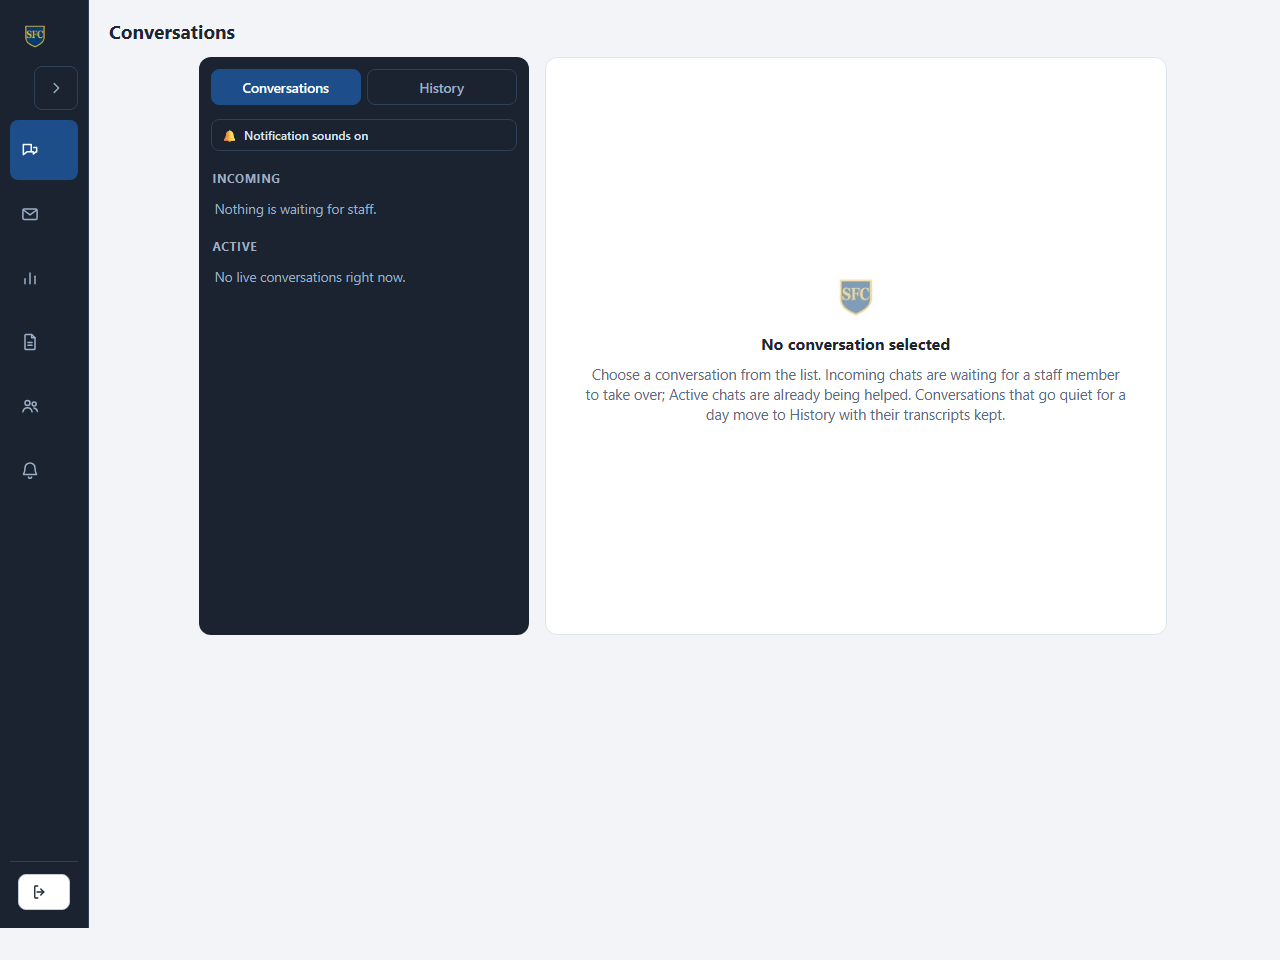 SFC
Conversations
Conversations
History
Notification sounds on
INCOMING
Nothing is waiting for staff.
ACTIVE
No live conversations right now.
SFC
No conversation selected
Choose a conversation from the list. Incoming chats are waiting for a staff member
to take over; Active chats are already being helped. Conversations that go quiet for a
day move to History with their transcripts kept.